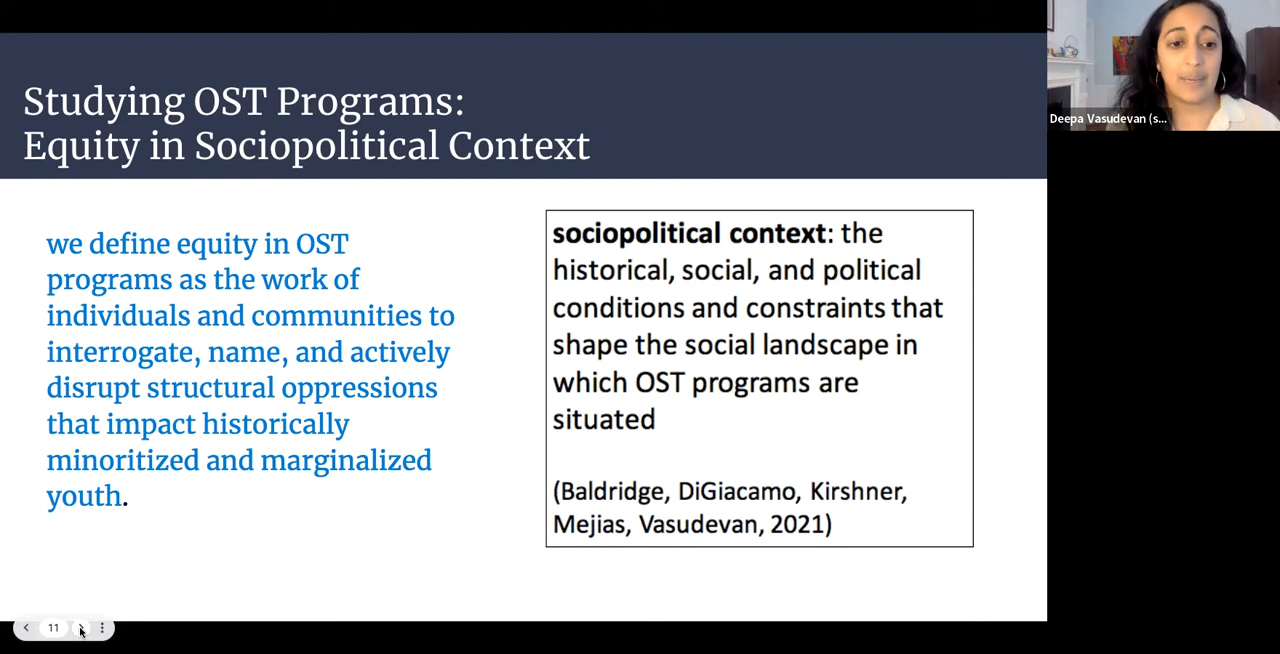 Studying OST Programs:
Equity in Sociopolitical Context
we define equity in OST
programs as the work of
individuals and communities to
interrogate, name, and actively
disrupt structural oppressions
that impact historically
minoritized and marginalized
youth.
sociopolitical context: the
historical, social, and political
conditions and constraints that
shape the social landscape in
which OST programs are
situated
(Baldridge, DiGiacomo, Kirshner,
Mejias, Vasudevan, 2021)
Deepa Vasudevan (s...
11